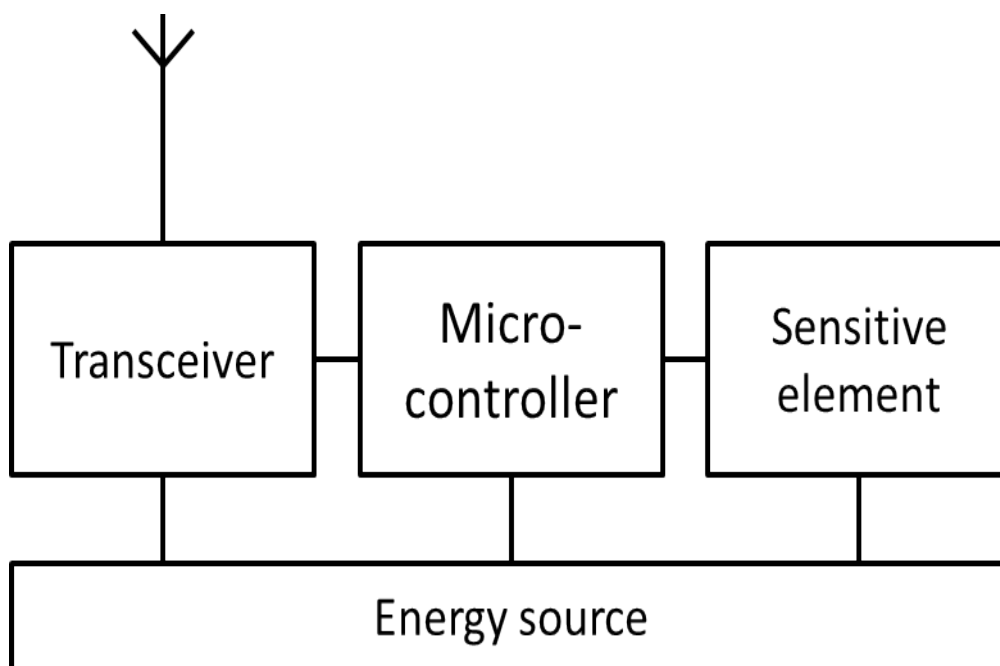 Transceiver
Micro-
controller
Sensitive
element
Energy source